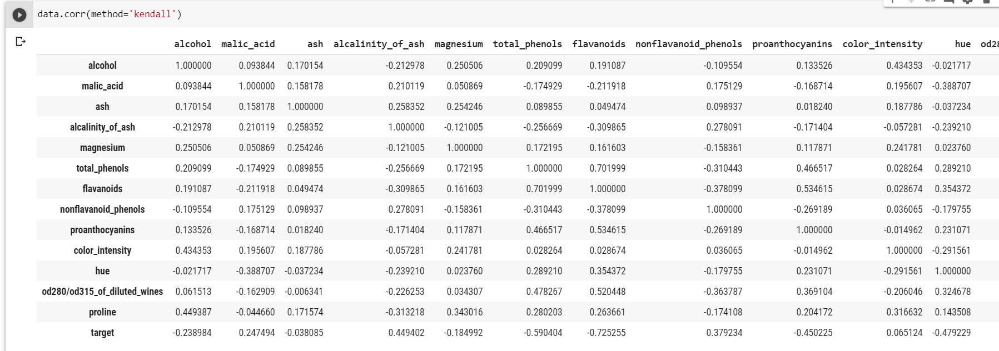 data.corr(method='kendall')
alcohol malic_acid ash alcalinity_of_ash magnesium total_phenols flavanoids nonflavanoid_phenols proanthocyanins color_intensity hue od28
alcohol 1.000000 0.093844 0.170154 -0.212978 0.250506 0.209099 0.191087 -0.109554 0.133526 0.434353 -0.021717
malic_acid 0.093844 1.000000 0.158178 0.210119 0.050869 -0.174929 -0.211918 0.175129 -0.168714 0.195607 -0.388707
ash 0.170154 0.158178 1.000000 0.258352 0.254246 0.089855 0.049474 0.098937 0.018240 0.187786 -0.037234
alcalinity_of_ash -0.212978 0.210119 0.258352 1.000000 -0.121005 -0.256669 -0.309865 0.278091 -0.171404 -0.057281 -0.239210
magnesium 0.250506 0.050869 0.254246 -0.121005 1.000000 0.172195 0.161603 -0.158361 0.117871 0.241781 0.023760
total_phenols 0.209099 -0.174929 0.089855 -0.256669 0.172195 1.000000 0.701999 -0.310443 0.466517 0.028264 0.289210
flavanoids 0.191087 -0.211918 0.049474 -0.309865 0.161603 0.701999 1.000000 -0.378099 0.534615 0.028674 0.354372
nonflavanoid_phenols -0.109554 0.175129 0.098937 0.278091 -0.158361 -0.310443 -0.378099 1.000000 -0.269189 0.036065 -0.179755
proanthocyanins 0.133526 -0.168714 0.018240 -0.171404 0.117871 0.466517 0.534615 -0.269189 1.000000 -0.014962 0.231071
color_intensity 0.434353 0.195607 0.187786 -0.057281 0.241781 0.028264 0.028674 0.036065 -0.014962 1.000000 -0.291561
hue -0.021717 -0.388707 -0.037234 -0.239210 0.023760 0.289210 0.354372 -0.179755 0.231071 -0.291561 1.000000
od280/od315_of_diluted_wines 0.061513 -0.162909 -0.006341 -0.226253 0.034307 0.478267 0.520448 -0.363787 0.369104 -0.206046 0.324678
proline 0.449387 -0.044660 0.171574 -0.313218 0.343016 0.280203 0.263661 -0.174108 0.204172 0.316632 0.143508
target -0.238984 0.247494 -0.038085 0.449402 -0.184992 -0.590404 -0.725255 0.379234 -0.450225 0.065124 -0.479229